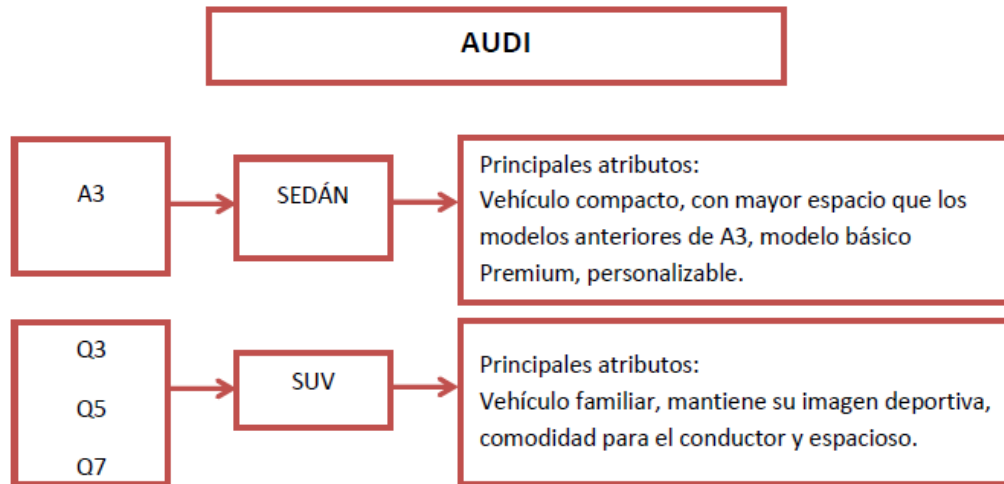 AUDI
A3
SEDÁN
Principales atributos:
Vehículo compacto, con mayor espacio que los
modelos anteriores de A3, modelo básico
Premium, personalizable.
Q3
Q5
Q7
SUV
Principales atributos:
Vehículo familiar, mantiene su imagen deportiva,
comodidad para el conductor y espacioso.